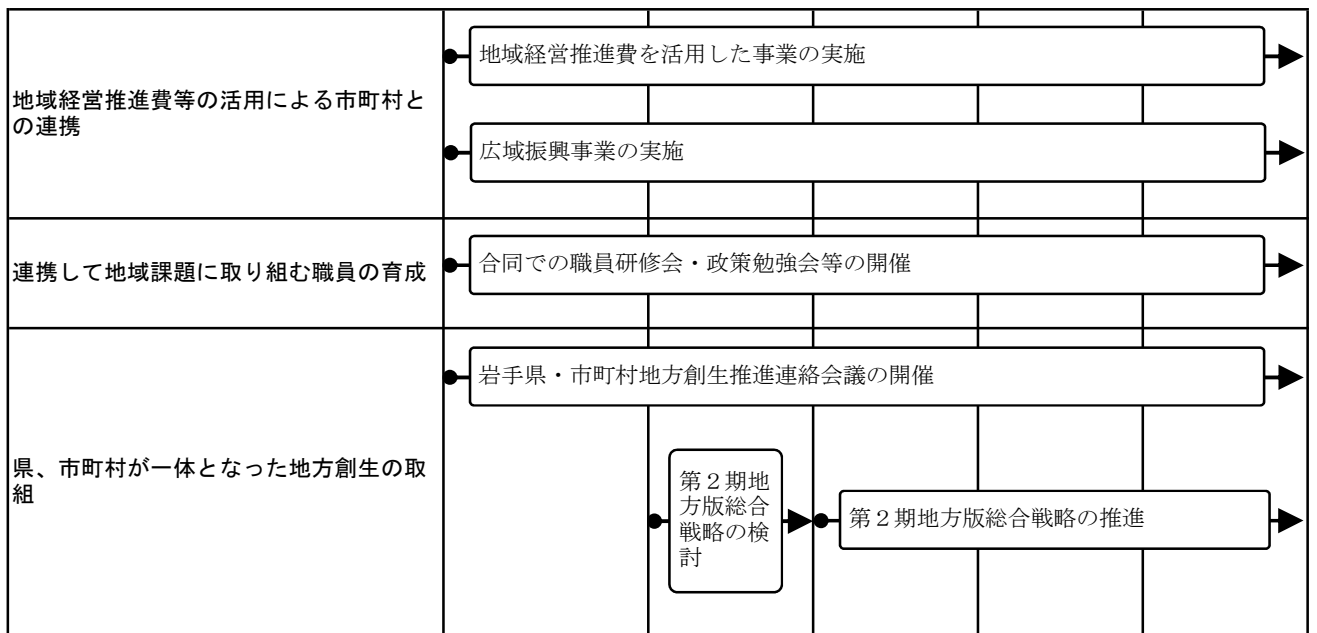 地域経営推進費等の活用による市町村と
の連携
地域経営推進費を活用した事業の実施
広域振興事業の実施
連携して地域課題に取り組む職員の育成
合同での職員研修会・政策勉強会等の開催
県、市町村が一体となった地方創生の取
組
岩手県・市町村地方創生推進連絡会議の開催
第２期地
方版総合
戦略の検
討
第２期地方版総合戦略の推進